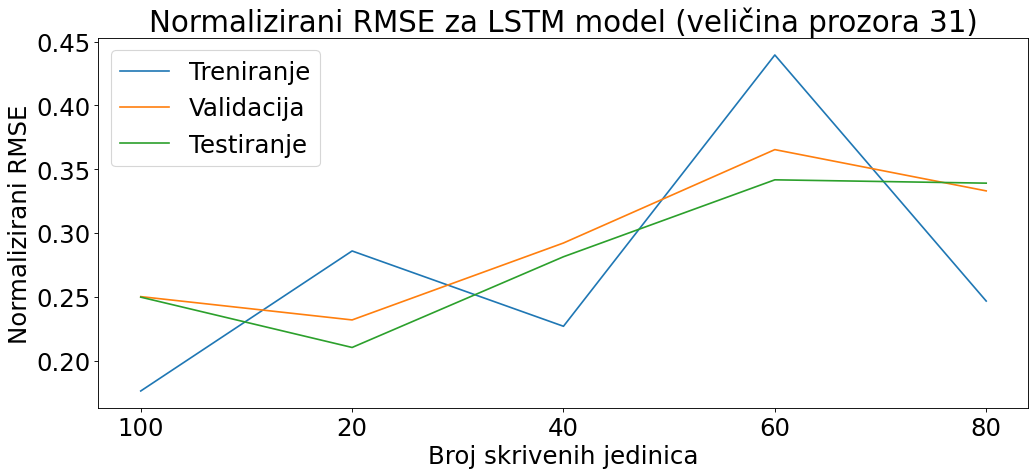 Normalizirani RMSE za LSTM model (veličina prozora 31)
Treniranje
Validacija
Testiranje
Normalizirani RMSE
0.45
0.40
0.35
0.30
0.25
0.20
100 20 40 60 80
Broj skrivenih jedinica